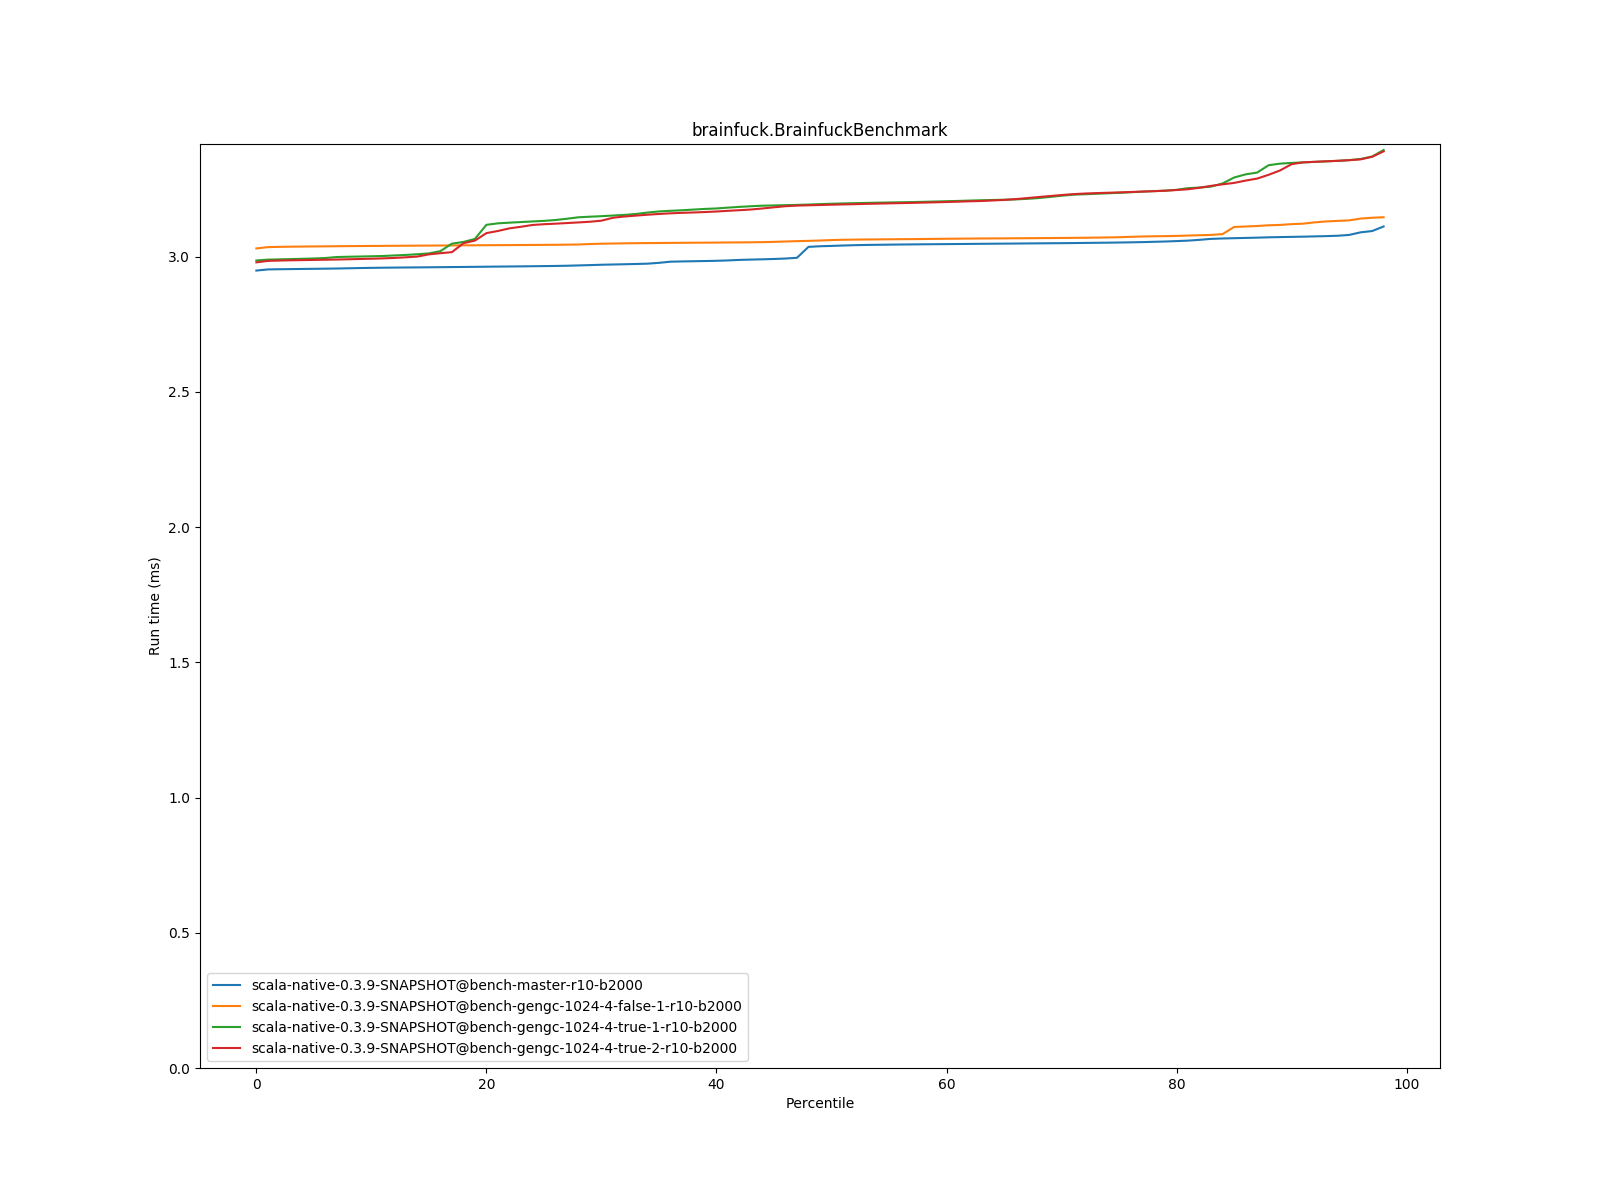 brainfuck.BrainfuckBenchmark
Run time (ms)
3.0
2.5
2.0
1.5
1.0
0.5
0.0
scala-native-0.3.9-SNAPSHOT@bench-master-r10-b2000
scala-native-0.3.9-SNAPSHOT@bench-gengc-1024-4-false-1-r10-b2000
scala-native-0.3.9-SNAPSHOT@bench-gengc-1024-4-true-1-r10-b2000
scala-native-0.3.9-SNAPSHOT@bench-gengc-1024-4-true-2-r10-b2000
0 20 40 60 80 100
Percentile